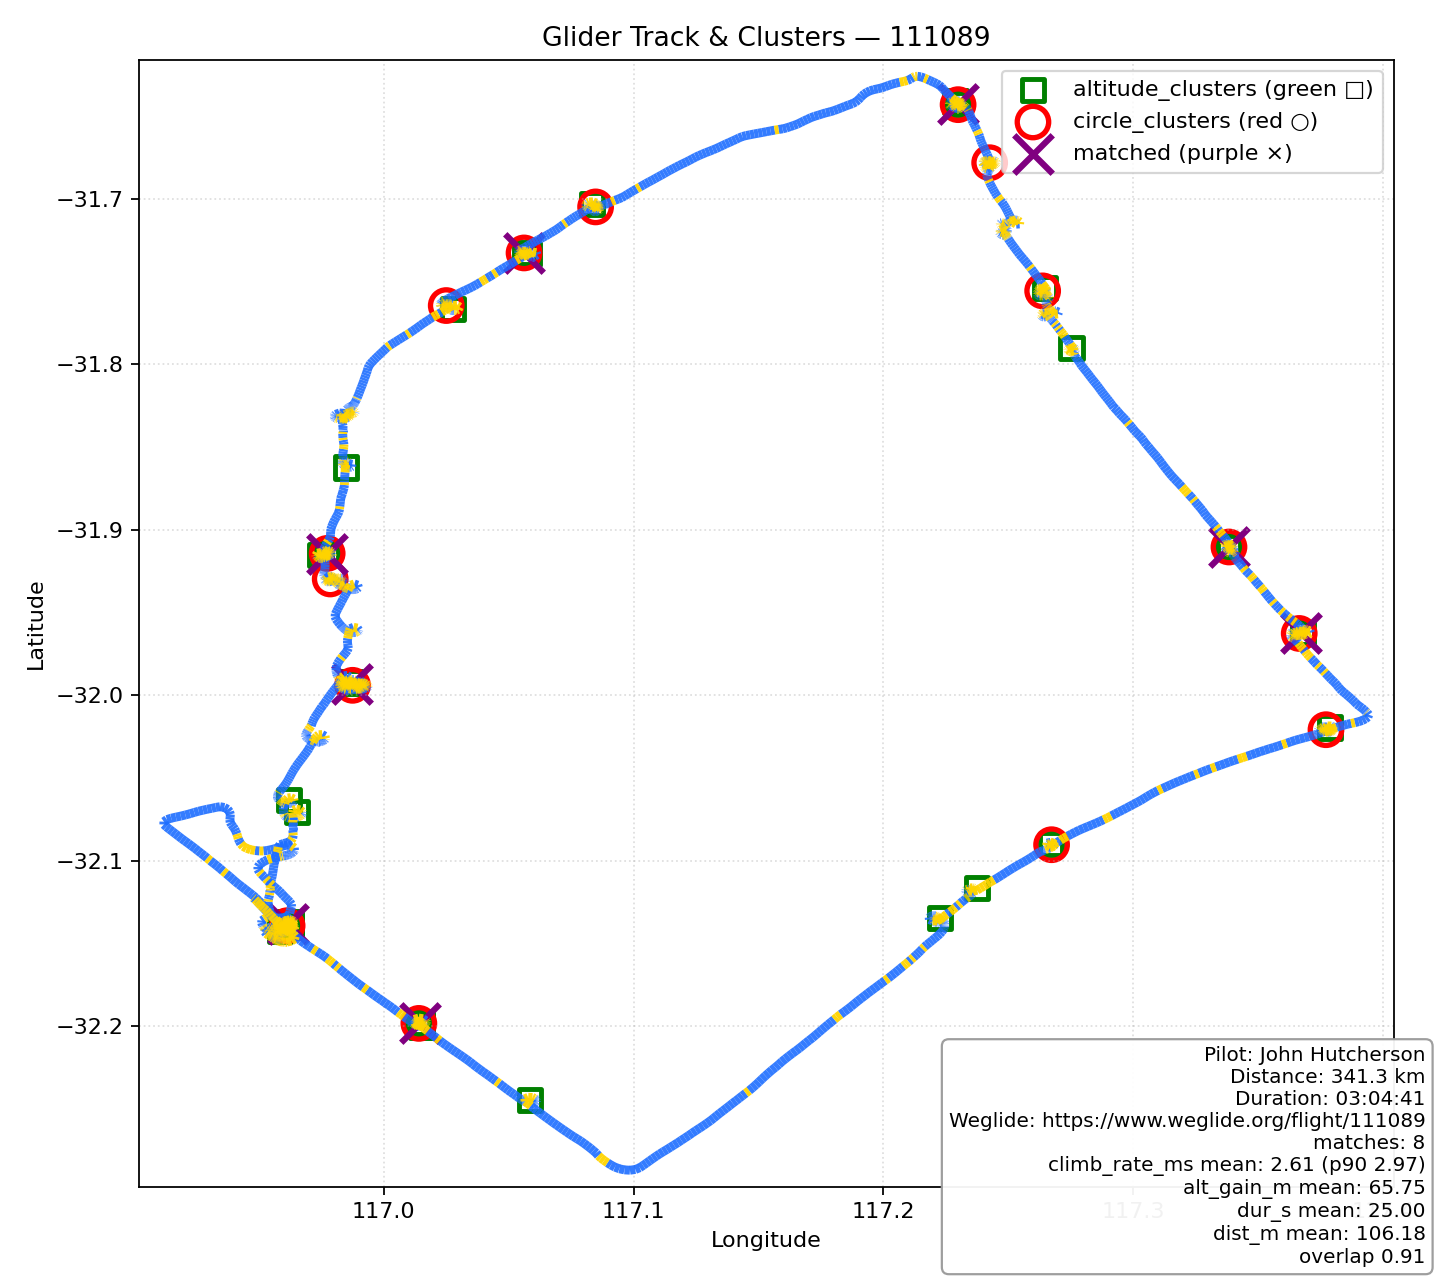 Glider Track & Clusters — 111089
altitude_clusters (green □)
circle_clusters (red ○)
matched (purple ×)
Latitude
−31.7
−31.8
−31.9
−32.0
−32.1
−32.2
117.0
117.1
117.2
117.3
Longitude
Pilot: John Hutcherson
Distance: 341.3 km
Duration: 03:04:41
Weglide: https://www.weglide.org/flight/111089
matches: 8
climb_rate_ms mean: 2.61 (p90 2.97)
alt_gain_m mean: 65.75
dur_s mean: 25.00
dist_m mean: 106.18
overlap 0.91